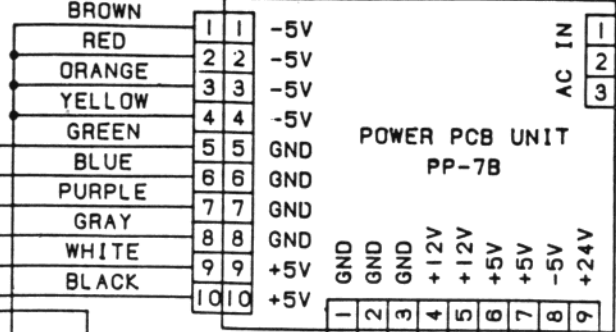 BROWN 1 1 -5V
RED 2 2 -5V
ORANGE 3 3 -5V
YELLOW 4 4 -5V
GREEN 5 5 GND
BLUE 6 6 GND
PURPLE 7 7 GND
GRAY 8 8 GND
WHITE 9 9 +5V
BLACK 10 10 +5V
AC IN
1
2
3
POWER PCB UNIT
PP-7B
GND GND GND +12V +12V +5V +5V -5V +24V
1 2 3 4 5 6 7 8 9